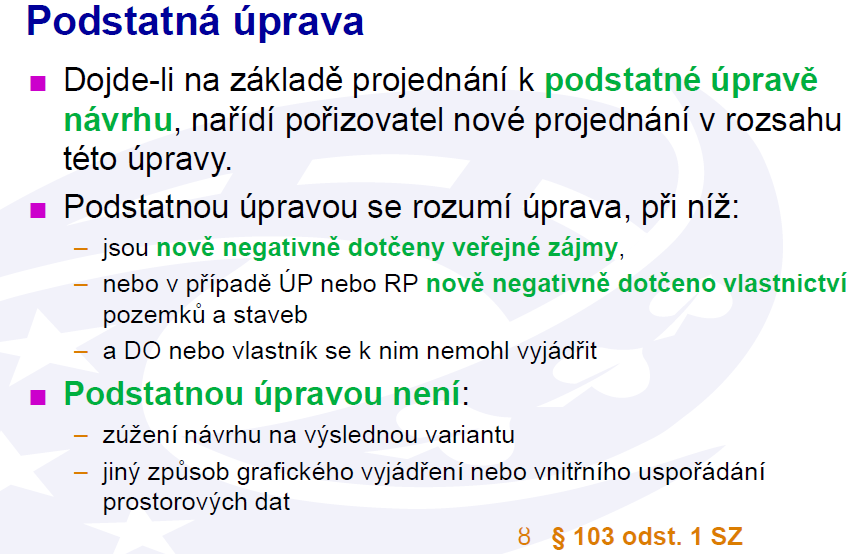 Podstatná úprava
■ Dojde-li na základě projednání k podstatné úpravě
návrhu, nařídí pořizovatel nové projednání v rozsahu
této úpravy.
■ Podstatnou úpravou se rozumí úprava, při níž:
– jsou nově negativně dotčeny veřejné zájmy,
– nebo v případě ÚP nebo RP nově negativně dotčeno vlastnictví
pozemků a staveb
– a DO nebo vlastník se k nim nemohl vyjádřit
■ Podstatnou úpravou není:
– zúžení návrhu na výslednou variantu
– jiný způsob grafického vyjádření nebo vnitřního uspořádání
prostorových dat
8 § 103 odst. 1 SZ